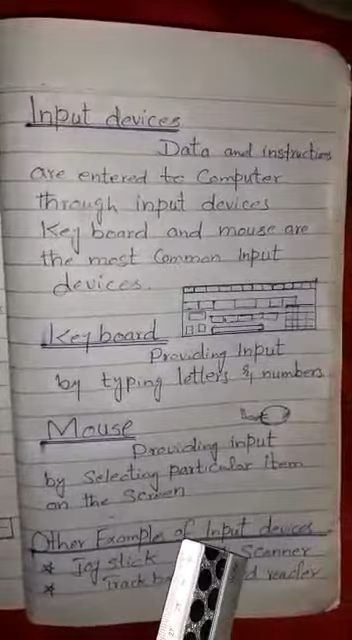 Input devices
Data and instructions
are entered to Computer
through input devices
Key board and mouse are
the most Common Input
devices.
Keyboard
Providing Input
by typing letters & numbers
Mouse
Providing input
by Selecting particular Item
on the Screen
Other Example of Input devices
* Joy stick Scanner
* Track reader